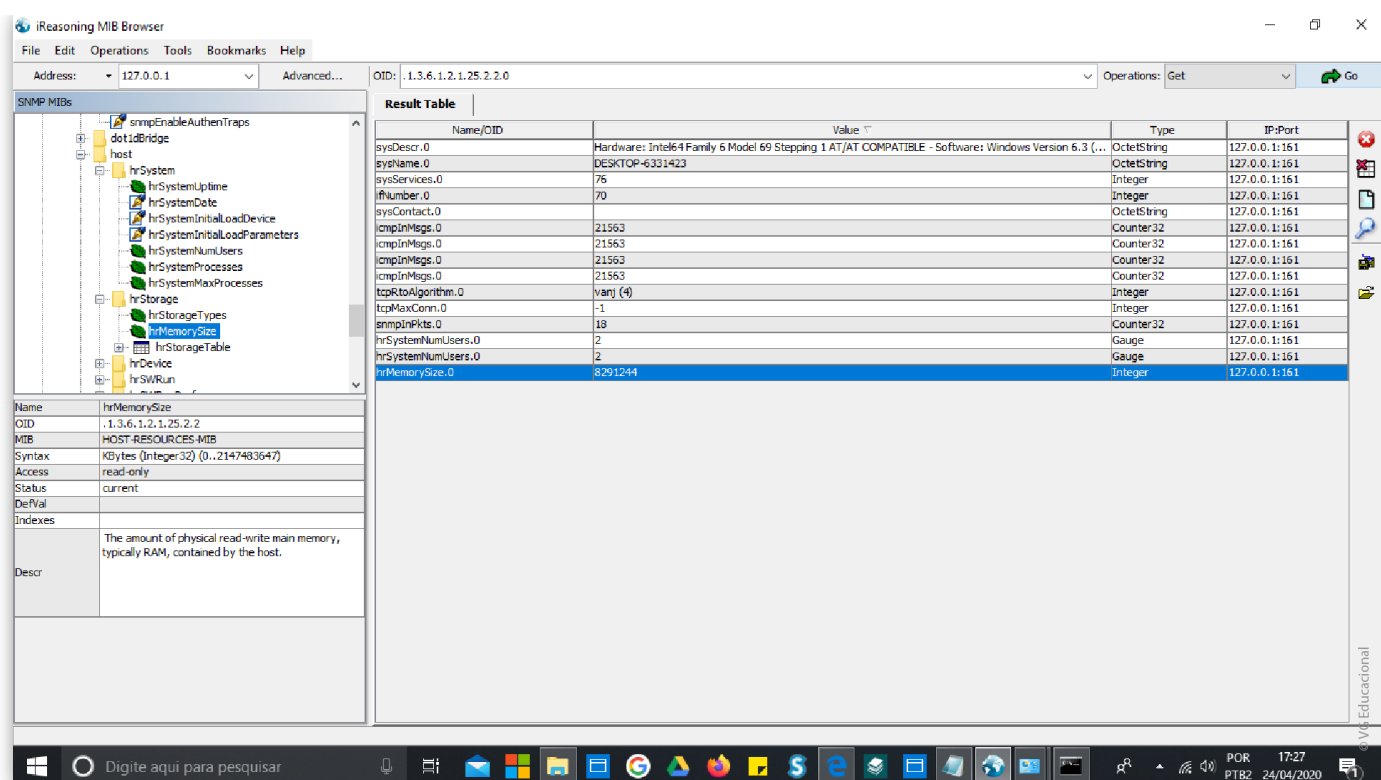 iReasoning MIB Browser
File Edit Operations Tools Bookmarks Help
Address: 127.0.0.1 Advanced... OID: .1.3.6.1.2.1.25.2.2.0 Operations: Get Go
SNMP MIBs
snmpEnableAuthenTraps
dot1dBridge
host
hrSystem
hrSystemUptime
hrSystemDate
hrSystemInitialLoadDevice
hrSystemInitialLoadParameters
hrSystemNumUsers
hrSystemProcesses
hrSystemMaxProcesses
hrStorage
hrStorageTypes
hrMemorySize
hrStorageTable
hrDevice
hrSWRun
Name hrMemorySize
OID .1.3.6.1.2.1.25.2.2
MIB HOST-RESOURCES-MIB
Syntax KBytes (Integer32) (0..2147483647)
Access read-only
Status current
DefVal
Indexes
Descr The amount of physical read-write main memory,
typically RAM, contained by the host.
Result Table
Name/OID Value Type IP:Port
sysDescr.0 Hardware: Intel64 Family 6 Model 69 Stepping 1 AT/AT COMPATIBLE - Software: Windows Version 6.3 (... OctetString 127.0.0.1:161
sysName.0 DESKTOP-6331423 OctetString 127.0.0.1:161
sysServices.0 76 Integer 127.0.0.1:161
ifNumber.0 70 Integer 127.0.0.1:161
sysContact.0 OctetString 127.0.0.1:161
icmpInMsgs.0 21563 Counter32 127.0.0.1:161
icmpInMsgs.0 21563 Counter32 127.0.0.1:161
icmpInMsgs.0 21563 Counter32 127.0.0.1:161
icmpInMsgs.0 21563 Counter32 127.0.0.1:161
tcpRtoAlgorithm.0 vanj (4) Integer 127.0.0.1:161
tcpMaxConn.0 -1 Integer 127.0.0.1:161
snmpInPkts.0 18 Counter32 127.0.0.1:161
hrSystemNumUsers.0 2 Gauge 127.0.0.1:161
hrSystemNumUsers.0 2 Gauge 127.0.0.1:161
hrMemorySize.0 8291244 Integer 127.0.0.1:161
© VG Educacional
Digite aqui para pesquisar
POR 17:27
PTB2 24/04/2020